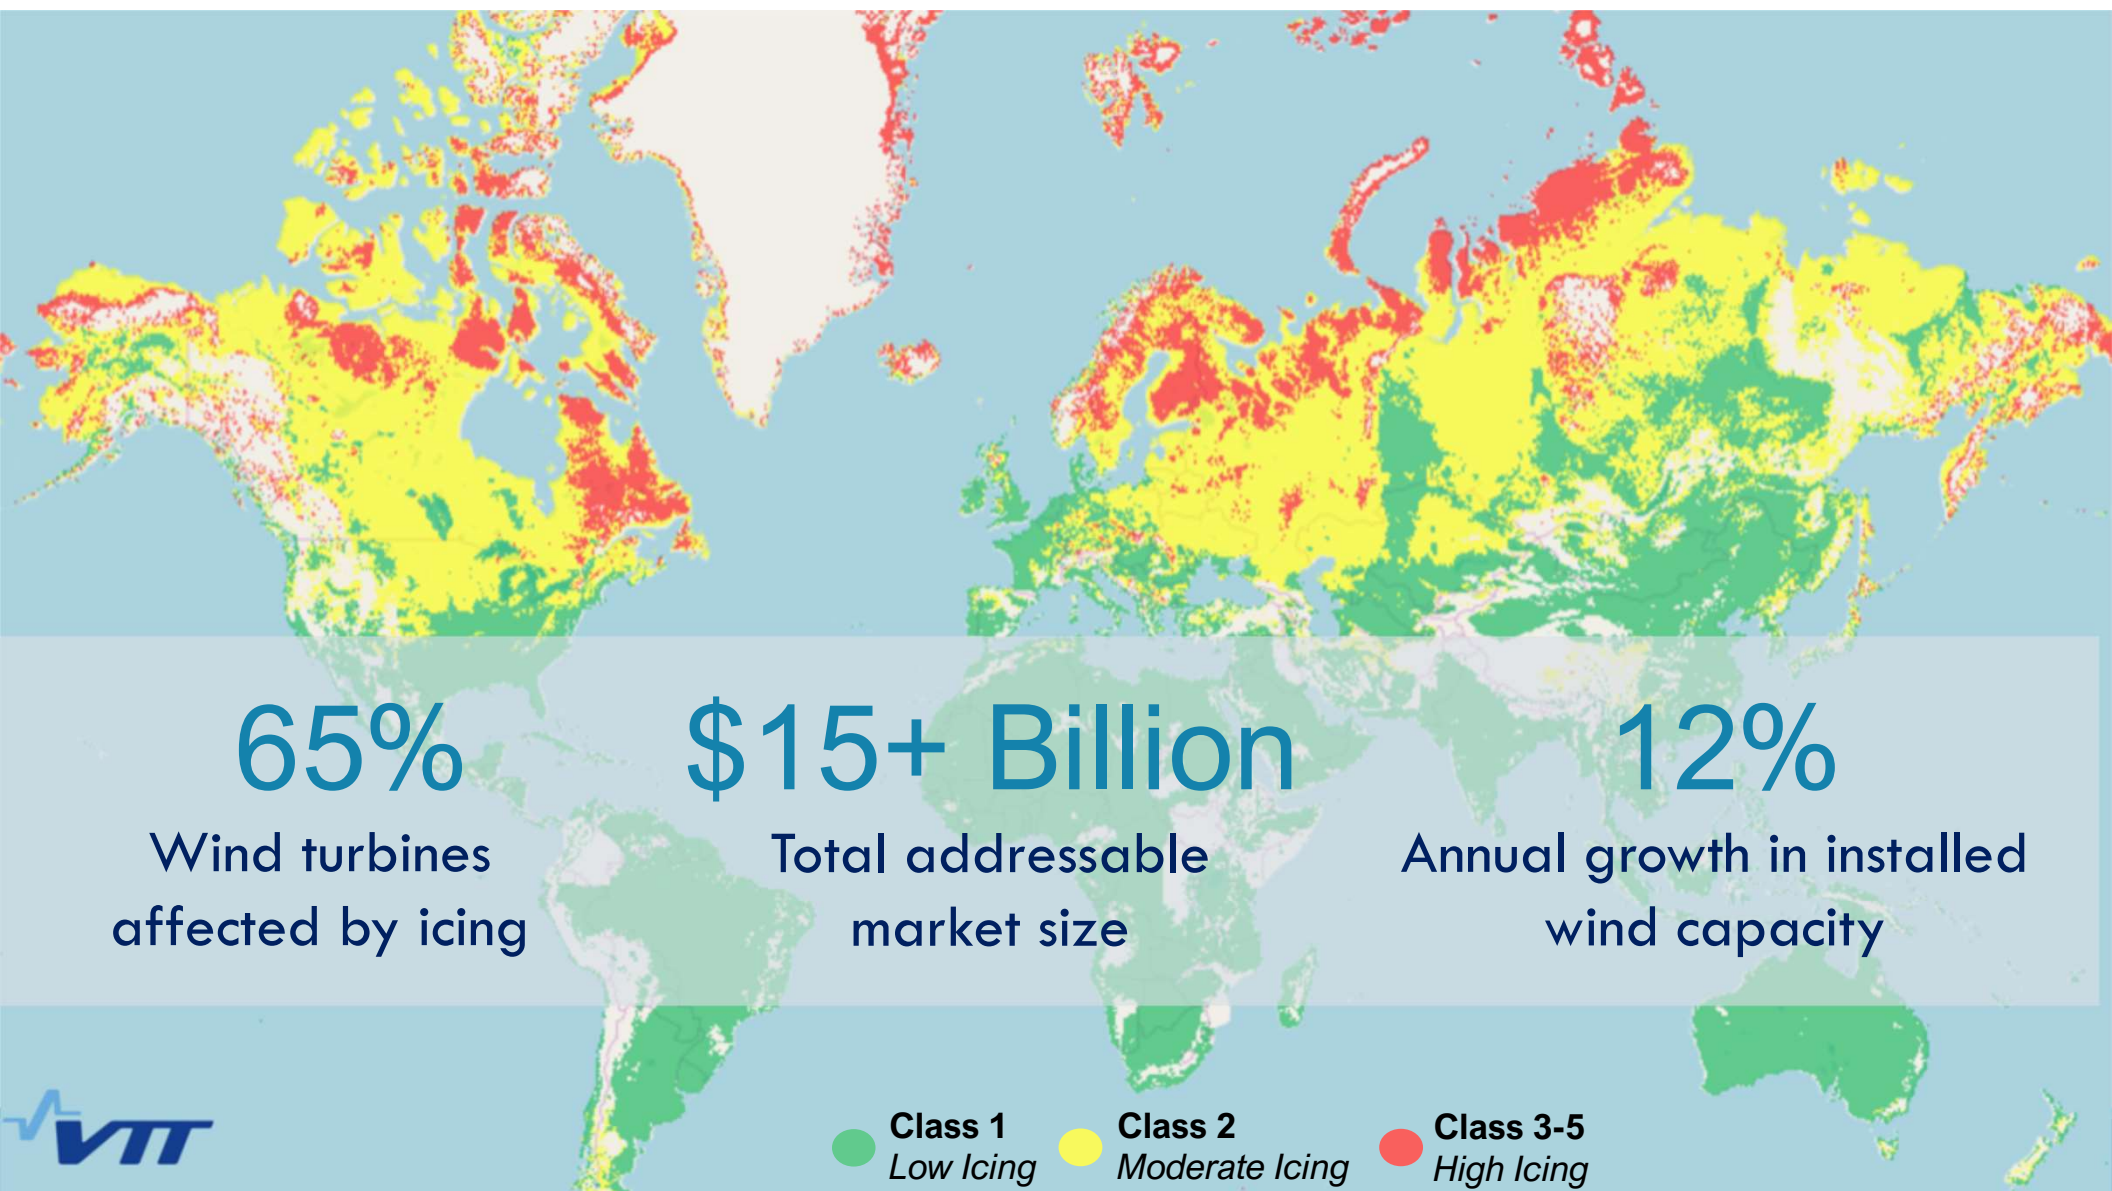 65%
Wind turbines
affected by icing
$15+ Billion
Total addressable
market size
12%
Annual growth in installed
wind capacity
VTT
Class 1
Low Icing
Class 2
Moderate Icing
Class 3-5
High Icing